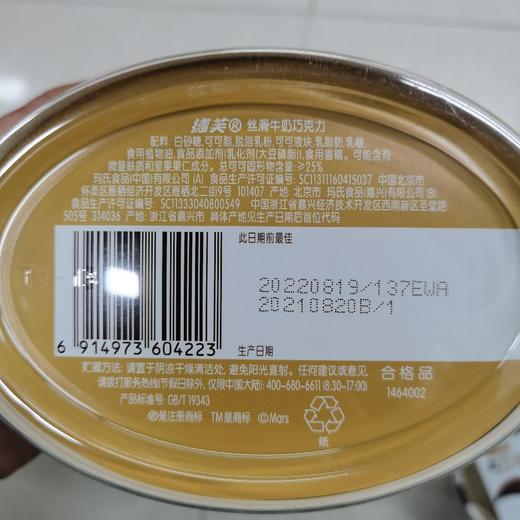 德芙® 丝滑牛奶巧克力
配料: 白砂糖, 可可脂, 脱脂乳粉, 可可液块, 乳脂肪, 乳糖,
食用植物油, 食品添加剂(乳化剂(大豆磷脂)), 食用香精。可能含有
微量麸质和坚果果仁成分。总可可固形物含量: ≥25%
玛氏食品(中国)有限公司 (A) 食品生产许可证编号: SC11311160415037 中国北京市
怀柔区雁栖经济开发区雁栖北二街9号 101407 产地: 北京市 玛氏食品(嘉兴)有限公司 (B)
食品生产许可证编号: SC11333040800549 中国浙江省嘉兴经济技术开发区西南新区圣堂路
505号 314036 产地: 浙江省嘉兴市 具体产地见生产日期后首位代码
此日期前最佳
20220819/137EWA
20210820B/1
生产日期
6 914973 604223
贮藏方法: 请置于阴凉干燥清洁处, 避免阳光直射。任何建议或意见,
请拨打服务热线(节假日除外, 仅限中国大陆): 400-680-6611 (8:30-17:00)
产品标准号: GB/T 19343
合格品
1464002
®是注册商标 TM是商标 ©Mars
纸